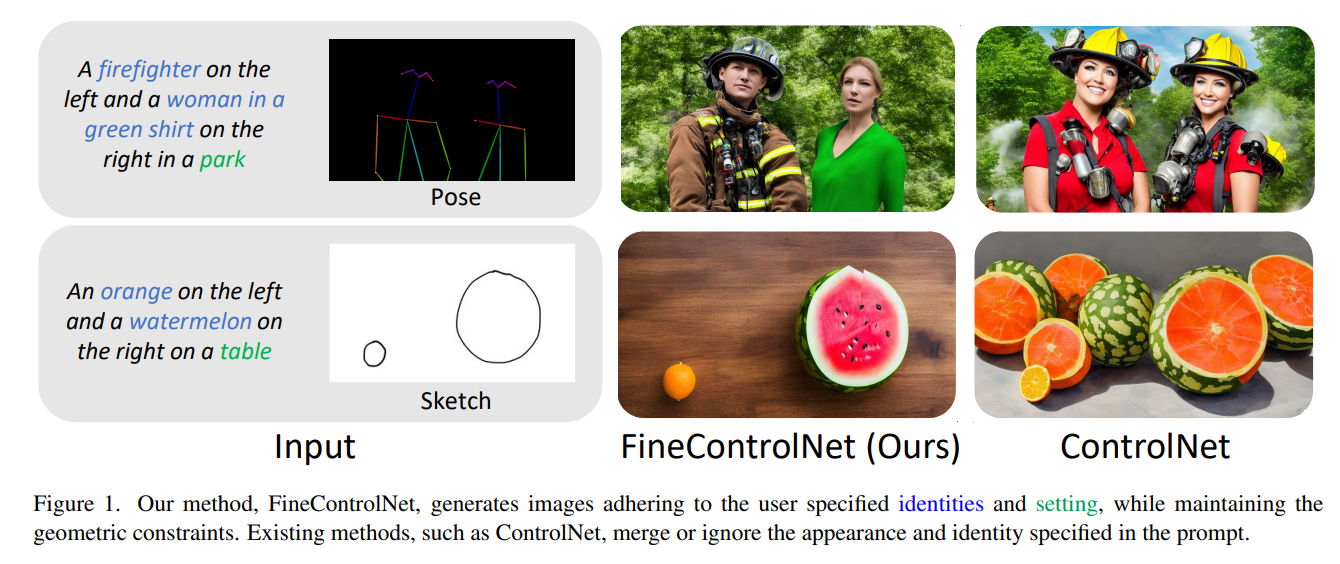 A firefighter on the
left and a woman in a
green shirt on the
right in a park
Pose
An orange on the left
and a watermelon on
the right on a table
Sketch
Input
FineControlNet (Ours)
ControlNet
Figure 1. Our method, FineControlNet, generates images adhering to the user specified identities and setting, while maintaining the
geometric constraints. Existing methods, such as ControlNet, merge or ignore the appearance and identity specified in the prompt.